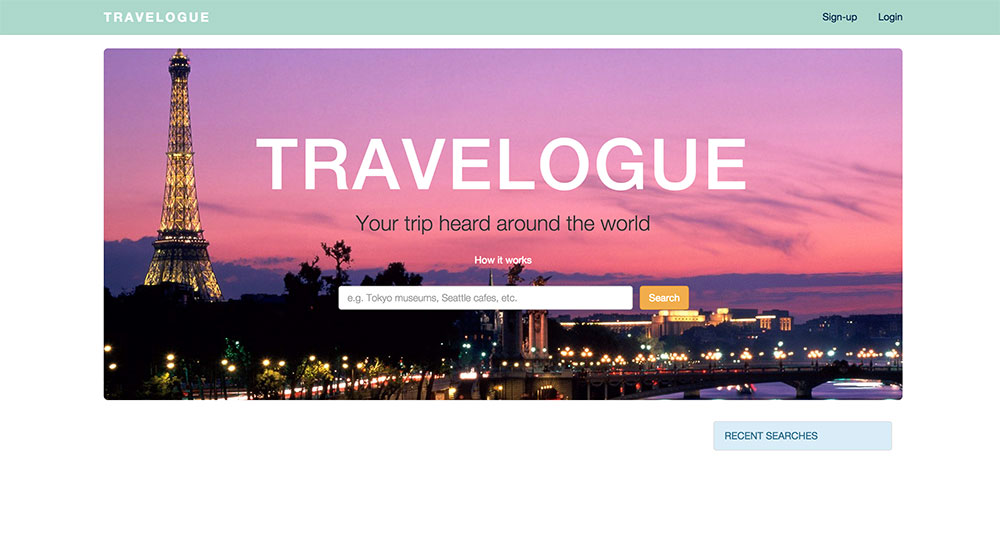 TRAVELOGUE
Sign-up Login
TRAVELOGUE
Your trip heard around the world
How it works
e.g. Tokyo museums, Seattle cafes, etc. Search
RECENT SEARCHES